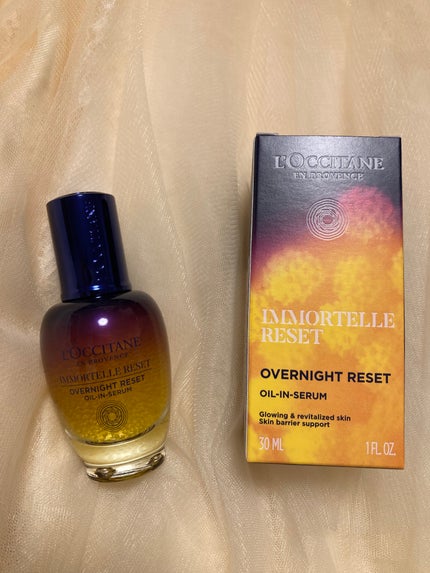 L'OCCITANE
EN PROVENCE
IMMORTELLE RESET
OVERNIGHT RESET
OIL-IN-SERUM
L'OCCITANE
EN PROVENCE
IMMORTELLE
RESET
OVERNIGHT RESET
OIL-IN-SERUM
Glowing & revitalized skin
Skin barrier support
30 ML 1 FL. OZ.